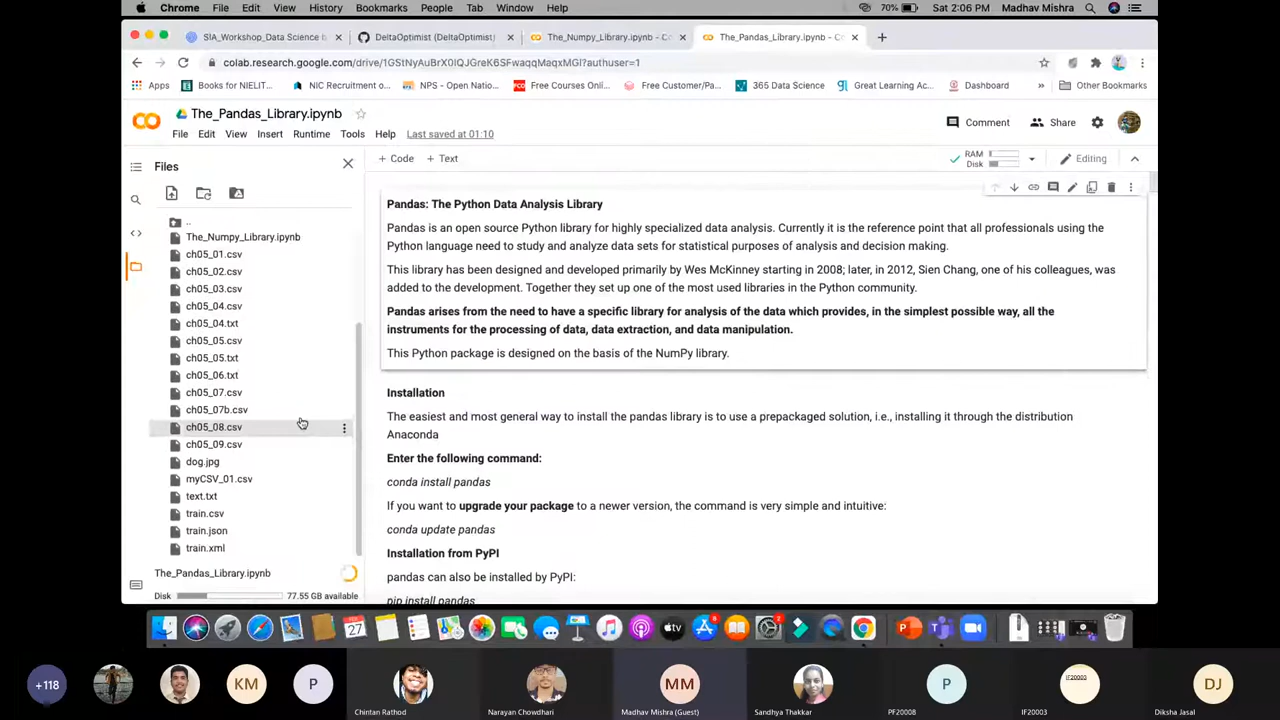 Chrome File Edit View History Bookmarks People Tab Window Help 70% Sat 2:06 PM Madhav Mishra
SIA_Workshop_Data Science b × DeltaOptimist (DeltaOptimist) × The_Numpy_Library.ipynb - Co × The_Pandas_Library.ipynb - C × +
colab.research.google.com/drive/1GStNyAuBrX0lQJGreK6SFwaqqMaqxMGl?authuser=1
Apps Books for NIELIT... NIC Recruitment o... NPS - Open Natio... Free Courses Onli... Free Customer/Pa... 365 Data Science Great Learning Ac... Dashboard » Other Bookmarks
The_Pandas_Library.ipynb
File Edit View Insert Runtime Tools Help Last saved at 01:10
Comment Share
Files
+ Code + Text
RAM
Disk
Editing
..
The_Numpy_Library.ipynb
ch05_01.csv
ch05_02.csv
ch05_03.csv
ch05_04.csv
ch05_04.txt
ch05_05.csv
ch05_05.txt
ch05_06.txt
ch05_07.csv
ch05_07b.csv
ch05_08.csv
ch05_09.csv
dog.jpg
myCSV_01.csv
text.txt
train.csv
train.json
train.xml
The_Pandas_Library.ipynb
Disk 77.55 GB available
Pandas: The Python Data Analysis Library
Pandas is an open source Python library for highly specialized data analysis. Currently it is the reference point that all professionals using the
Python language need to study and analyze data sets for statistical purposes of analysis and decision making.
This library has been designed and developed primarily by Wes McKinney starting in 2008; later, in 2012, Sien Chang, one of his colleagues, was
added to the development. Together they set up one of the most used libraries in the Python community.
Pandas arises from the need to have a specific library for analysis of the data which provides, in the simplest possible way, all the
instruments for the processing of data, data extraction, and data manipulation.
This Python package is designed on the basis of the NumPy library.
Installation
The easiest and most general way to install the pandas library is to use a prepackaged solution, i.e., installing it through the distribution
Anaconda
Enter the following command:
conda install pandas
If you want to upgrade your package to a newer version, the command is very simple and intuitive:
conda update pandas
Installation from PyPI
pandas can also be installed by PyPI:
pip install pandas
+118 KM P MM P DJ
Chintan Rathod Narayan Chowdhari Madhav Mishra (Guest) Sandhya Thakkar PF20008 IF20003 Diksha Jasal